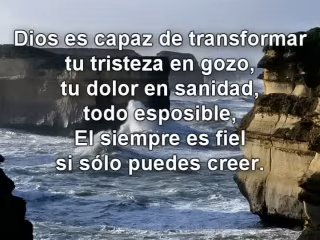 Dios es capaz de transformar
tu tristeza en gozo,
tu dolor en sanidad,
todo esposible,
El siempre es fiel
si sólo puedes creer.